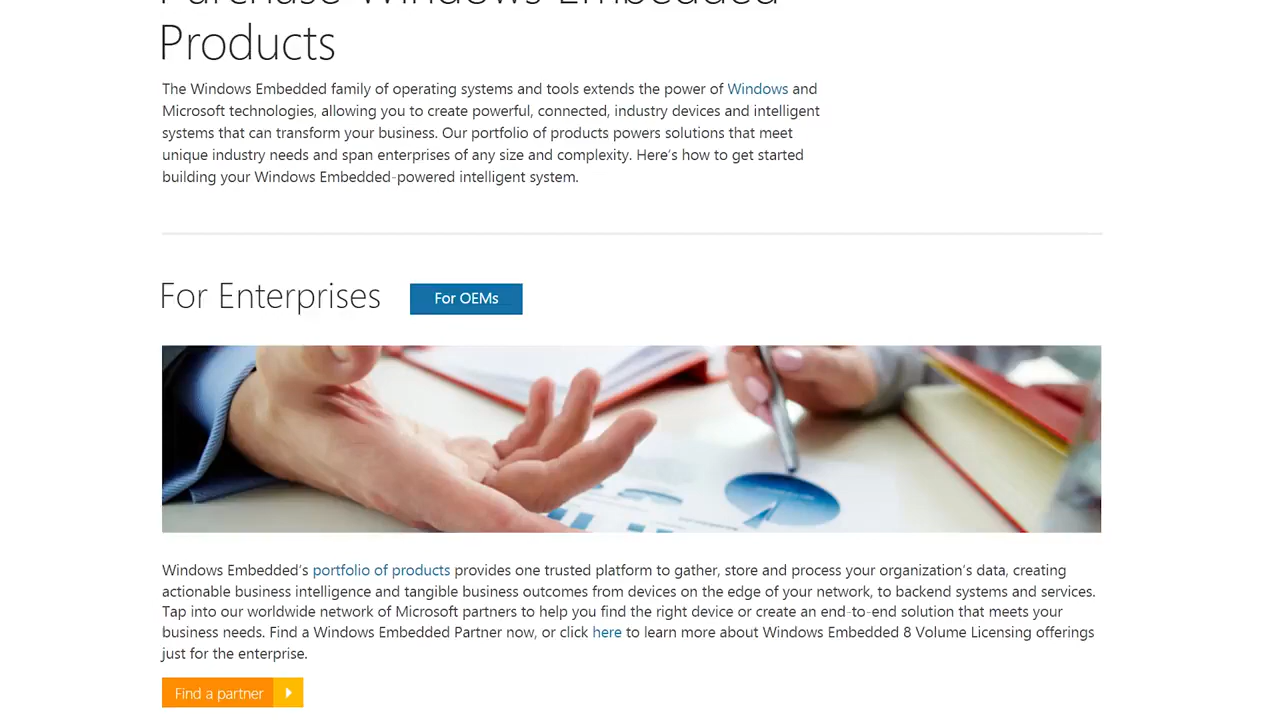 Purchase Windows Embedded
Products
The Windows Embedded family of operating systems and tools extends the power of Windows and
Microsoft technologies, allowing you to create powerful, connected, industry devices and intelligent
systems that can transform your business. Our portfolio of products powers solutions that meet
unique industry needs and span enterprises of any size and complexity. Here's how to get started
building your Windows Embedded-powered intelligent system.
For Enterprises
For OEMs
Windows Embedded's portfolio of products provides one trusted platform to gather, store and process your organization's data, creating
actionable business intelligence and tangible business outcomes from devices on the edge of your network, to backend systems and services.
Tap into our worldwide network of Microsoft partners to help you find the right device or create an end-to-end solution that meets your
business needs. Find a Windows Embedded Partner now, or click here to learn more about Windows Embedded 8 Volume Licensing offerings
just for the enterprise.
Find a partner